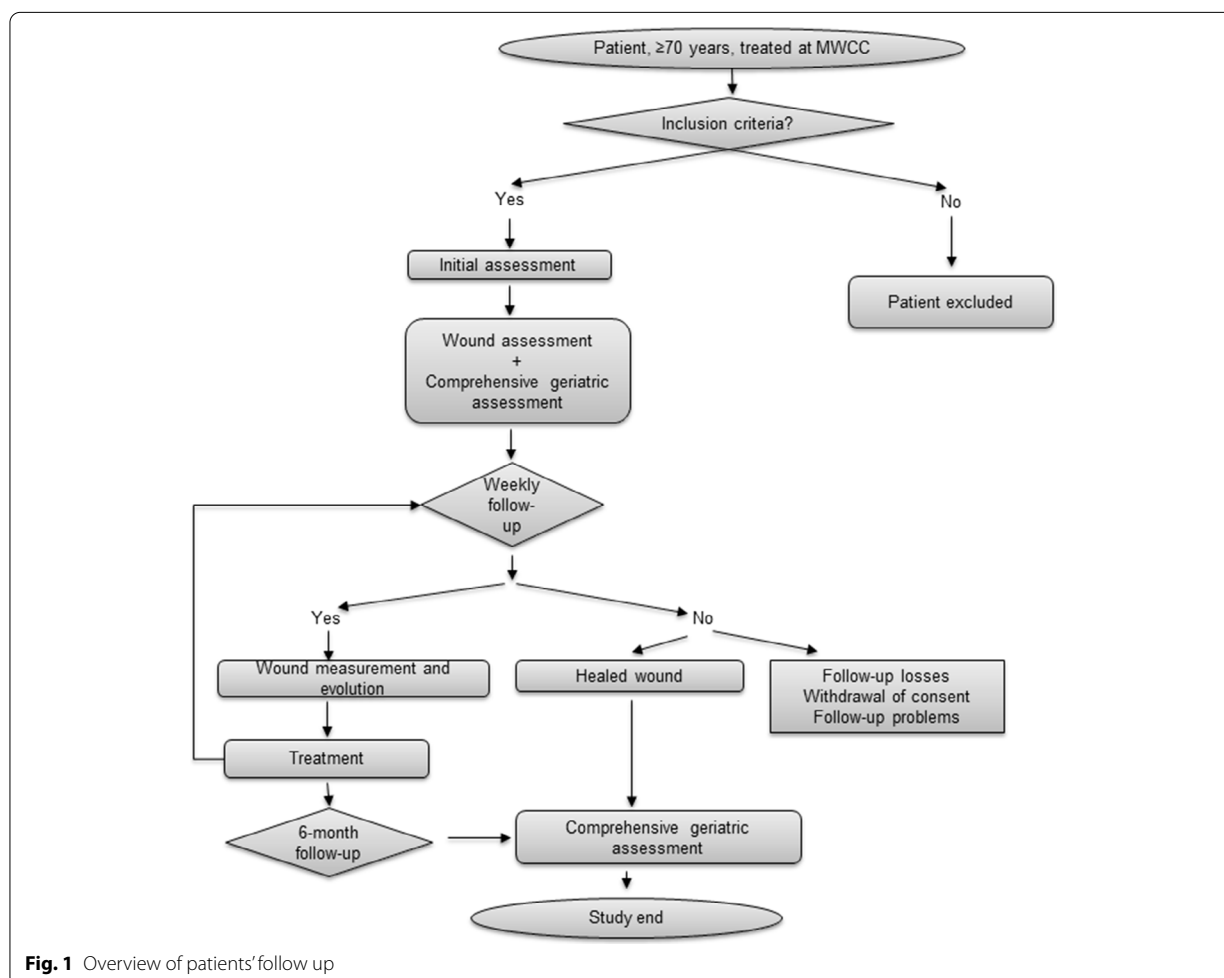 Patient, ≥70 years, treated at MWCC
Inclusion criteria?
Yes
No
Initial assessment
Patient excluded
Wound assessment
+
Comprehensive geriatric
assessment
Weekly
follow-
up
Yes
No
Wound measurement and
evolution
Healed wound
Follow-up losses
Withdrawal of consent
Follow-up problems
Treatment
6-month
follow-up
Comprehensive geriatric
assessment
Study end
Fig. 1 Overview of patients' follow up